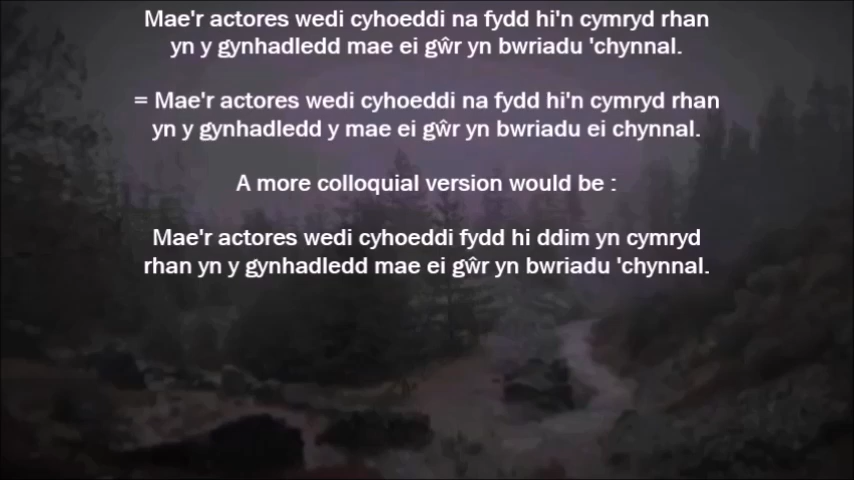 Mae'r actores wedi cyhoeddi na fydd hi'n cymryd rhan
yn y gynhadledd mae ei gŵr yn bwriadu 'chynnal.
= Mae'r actores wedi cyhoeddi na fydd hi'n cymryd rhan
yn y gynhadledd y mae ei gŵr yn bwriadu ei chynnal.
A more colloquial version would be :
Mae'r actores wedi cyhoeddi fydd hi ddim yn cymryd
rhan yn y gynhadledd mae ei gŵr yn bwriadu 'chynnal.